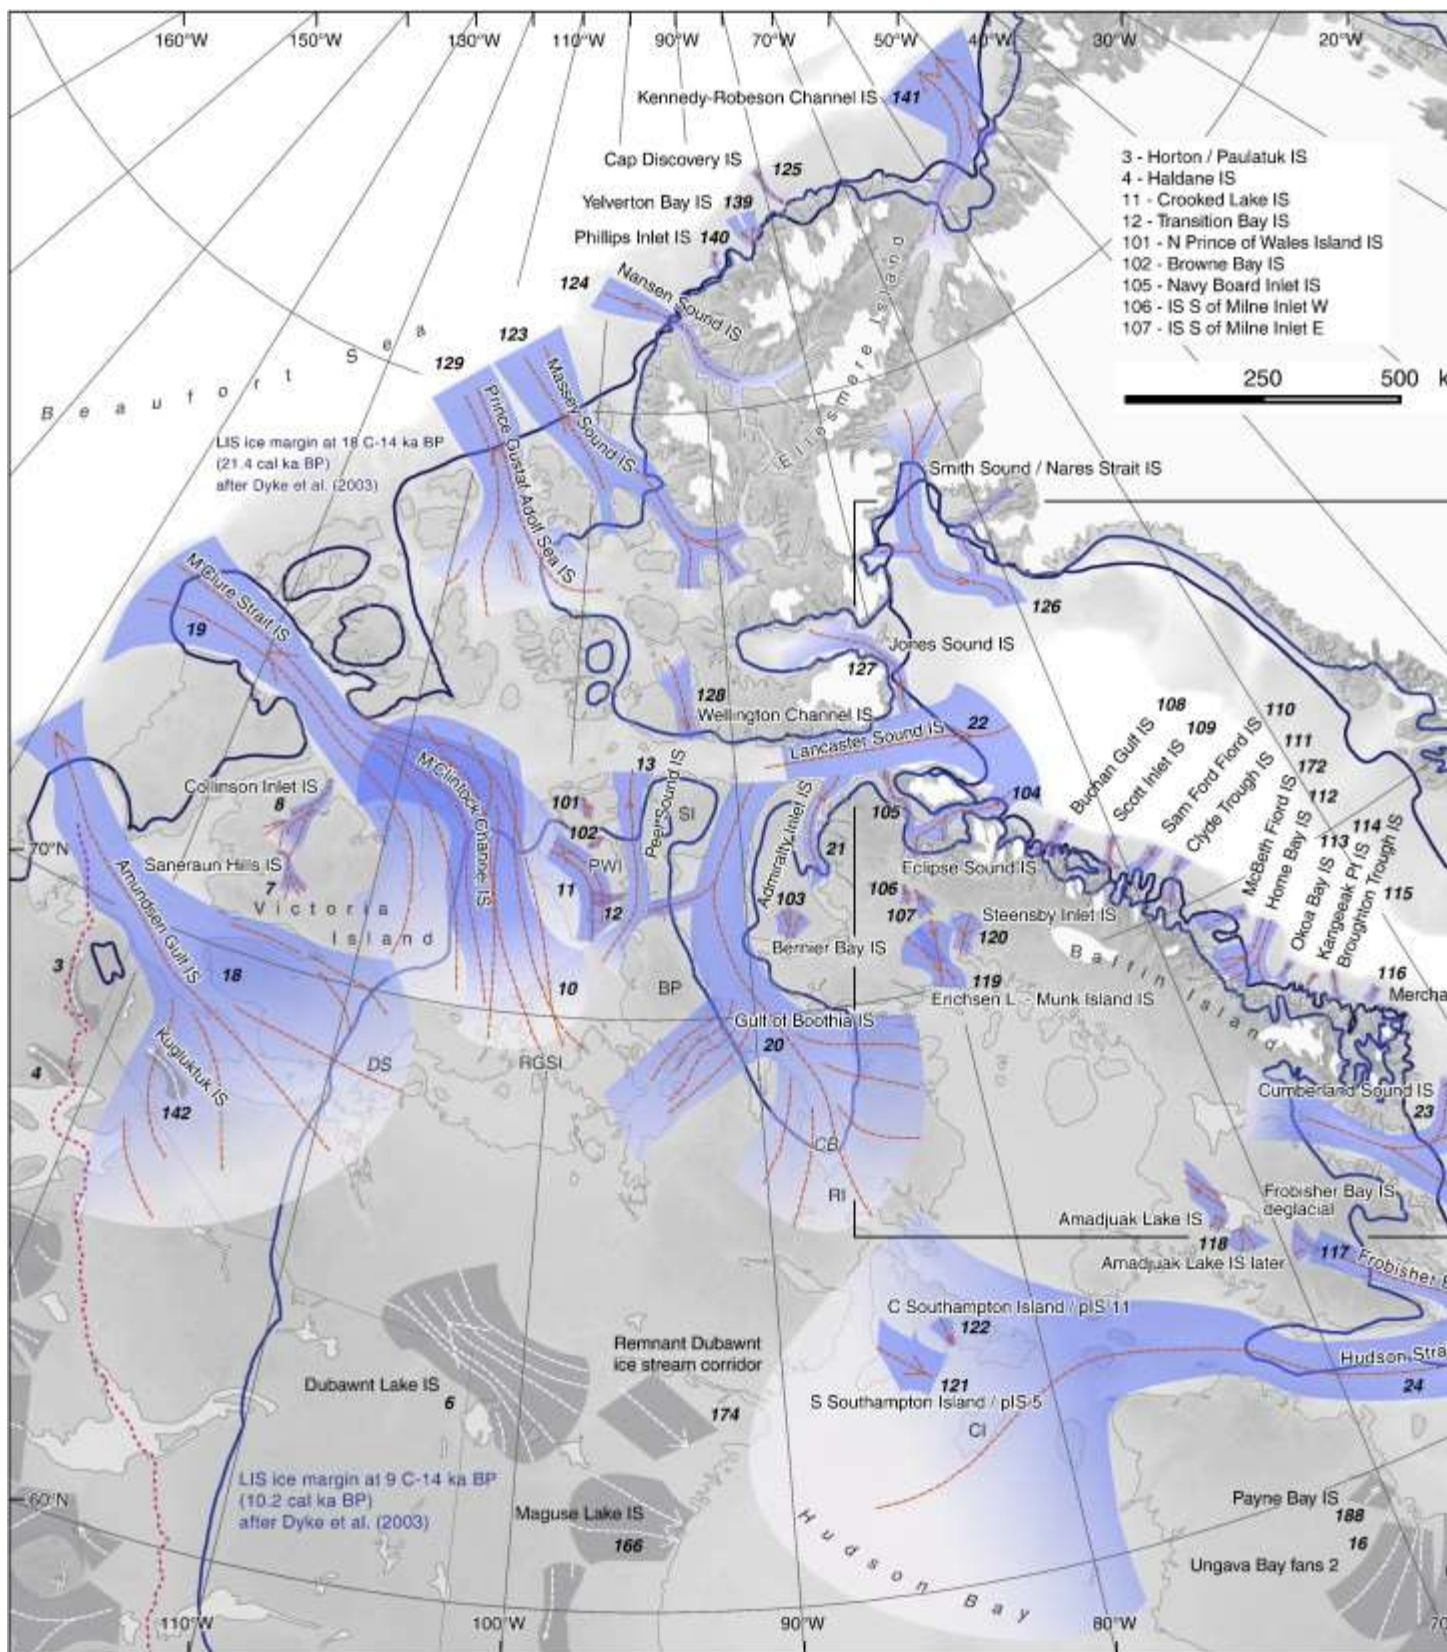 160°W
150°W
130°W
110°W
90°W
70°W
50°W
40°W
30°W
20°W
Kennedy-Robeson Channel IS
141
Cap Discovery IS
125
Yelverton Bay IS
139
Phillips Inlet IS
140
124
Nansen Sound IS
123
129
Massey Sound IS
Prince Gustaf Adolf Sea IS
Ellesmere Island
Beaufort Sea
3 - Horton / Paulatuk IS
4 - Haldane IS
11 - Crooked Lake IS
12 - Transition Bay IS
101 - N Prince of Wales Island IS
102 - Browne Bay IS
105 - Navy Board Inlet IS
106 - IS S of Milne Inlet W
107 - IS S of Milne Inlet E
250
500
LIS ice margin at 18 C-14 ka BP
(21.4 cal ka BP)
after Dyke et al. (2003)
Smith Sound / Nares Strait IS
126
M'Clure Strait IS
19
Jones Sound IS
127
128
Wellington Channel IS
Lancaster Sound IS
22
108
Buchan Gulf IS
109
Scott Inlet IS
110
Sam Ford Fiord IS
111
Clyde Trough IS
172
McBeth Fiord IS
112
Home Bay IS
113
Okoa Bay IS
114
Kangeeak Pt IS
115
Broughton Trough IS
116
Mercha
M'Clintock Channel IS
13
Peel Sound IS
SI
Collinson Inlet IS
8
101
102
PWI
11
12
Admiralty Inlet IS
21
105
104
Eclipse Sound IS
Saneraun Hills IS
7
Victoria
Island
70°N
Amundsen Gulf IS
3
18
10
103
Bernier Bay IS
106
107
Steensby Inlet IS
120
119
Erichsen L - Munk Island IS
Baffin Island
BP
Gulf of Boothia IS
20
DS
RGSI
4
Kugluktuk IS
142
CB
RI
Cumberland Sound IS
23
Frobisher Bay IS
deglacial
Amadjuak Lake IS
118
Amadjuak Lake IS later
117
Frobisher
C Southampton Island / pIS 11
122
121
S Southampton Island / pIS 5
CI
Hudson Stra
24
Remnant Dubawnt
ice stream corridor
174
Dubawnt Lake IS
6
LIS ice margin at 9 C-14 ka BP
(10.2 cal ka BP)
after Dyke et al. (2003)
60°N
Maguse Lake IS
166
Hudson Bay
Payne Bay IS
188
16
Ungava Bay fans 2
110°W
100°W
90°W
80°W